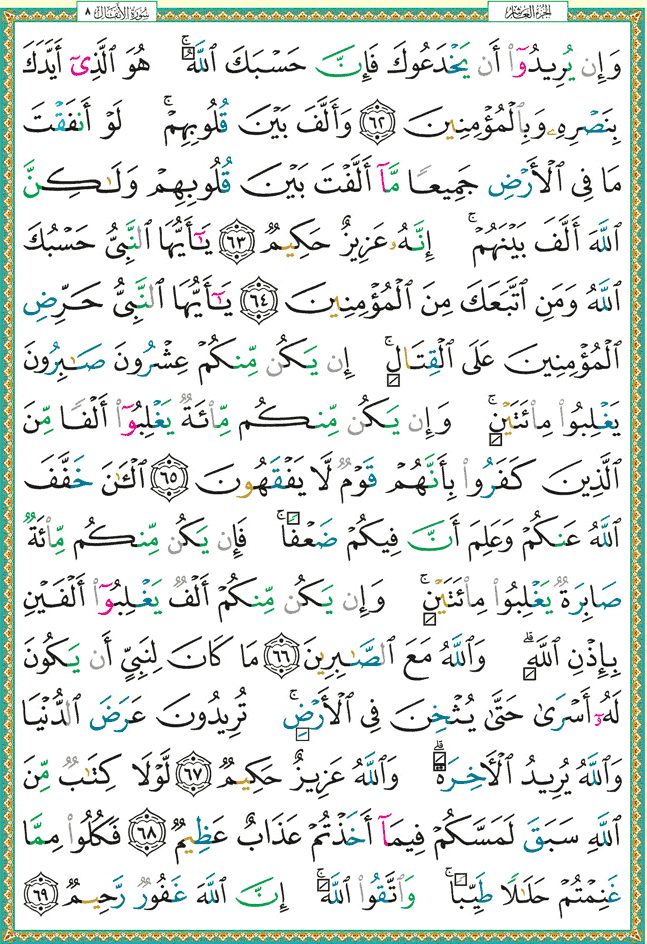 الجزء العاشر
سورة الأنفال ٨
وَإِن يُرِيدُوٓا۟ أَن يَخْدَعُوكَ فَإِنَّ حَسْبَكَ ٱللَّهُ ۚ هُوَ ٱلَّذِىٓ أَيَّدَكَ
بِنَصْرِهِۦ وَبِٱلْمُؤْمِنِينَ ٦٢ وَأَلَّفَ بَيْنَ قُلُوبِهِمْ ۚ لَوْ أَنفَقْتَ
مَا فِى ٱلْأَرْضِ جَمِيعًا مَّآ أَلَّفْتَ بَيْنَ قُلُوبِهِمْ وَلَٰكِنَّ
ٱللَّهَ أَلَّفَ بَيْنَهُمْ ۚ إِنَّهُۥ عَزِيزٌ حَكِيمٌ ٦٣ يَٰٓأَيُّهَا ٱلنَّبِىُّ حَسْبُكَ
ٱللَّهُ وَمَنِ ٱتَّبَعَكَ مِنَ ٱلْمُؤْمِنِينَ ٦٤ يَٰٓأَيُّهَا ٱلنَّبِىُّ حَرِّضِ
ٱلْمُؤْمِنِينَ عَلَى ٱلْقِتَالِ ۚ إِن يَكُن مِّنكُمْ عِشْرُونَ صَٰبِرُونَ
يَغْلِبُوا۟ مِا۟ئَتَيْنِ ۚ وَإِن يَكُن مِّنكُم مِّا۟ئَةٌ يَغْلِبُوٓا۟ أَلْفًا مِّنَ
ٱلَّذِينَ كَفَرُوا۟ بِأَنَّهُمْ قَوْمٌ لَّا يَفْقَهُونَ ٦٥ ٱلْـَٰٔنَ خَفَّفَ
ٱللَّهُ عَنكُمْ وَعَلِمَ أَنَّ فِيكُمْ ضَعْفًا ۚ فَإِن يَكُن مِّنكُم مِّا۟ئَةٌ
صَابِرَةٌ يَغْلِبُوا۟ مِا۟ئَتَيْنِ ۚ وَإِن يَكُن مِّنكُمْ أَلْفٌ يَغْلِبُوٓا۟ أَلْفَيْنِ
بِإِذْنِ ٱللَّهِ ۗ وَٱللَّهُ مَعَ ٱلصَّٰبِرِينَ ٦٦ مَا كَانَ لِنَبِىٍّ أَن يَكُونَ
لَهُۥٓ أَسْرَىٰ حَتَّىٰ يُثْخِنَ فِى ٱلْأَرْضِ ۚ تُرِيدُونَ عَرَضَ ٱلدُّنْيَا
وَٱللَّهُ يُرِيدُ ٱلْـَٔاخِرَةَ ۗ وَٱللَّهُ عَزِيزٌ حَكِيمٌ ٦٧ لَّوْلَا كِتَٰبٌ مِّنَ
ٱللَّهِ سَبَقَ لَمَسَّكُمْ فِيمَآ أَخَذْتُمْ عَذَابٌ عَظِيمٌ ٦٨ فَكُلُوا۟ مِمَّا
غَنِمْتُمْ حَلَٰلًا طَيِّبًا ۚ وَٱتَّقُوا۟ ٱللَّهَ ۚ إِنَّ ٱللَّهَ غَفُورٌ رَّحِيمٌ ٦٩